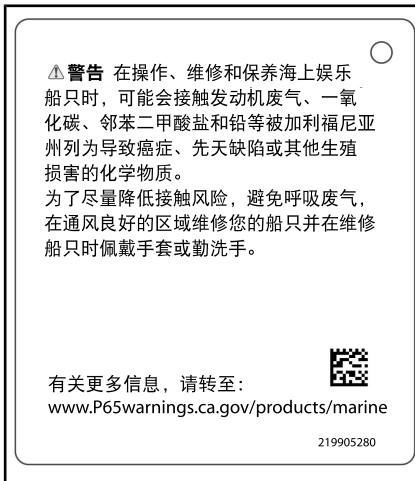 ⚠警告 在操作、维修和保养海上娱乐
船只时，可能会接触发动机废气、一氧
化碳、邻苯二甲酸盐和铅等被加利福尼亚
州列为导致癌症、先天缺陷或其他生殖
损害的化学物质。
为了尽量降低接触风险，避免呼吸废气，
在通风良好的区域维修您的船只并在维修
船只时佩戴手套或勤洗手。
有关更多信息，请转至：
www.P65warnings.ca.gov/products/marine
219905280